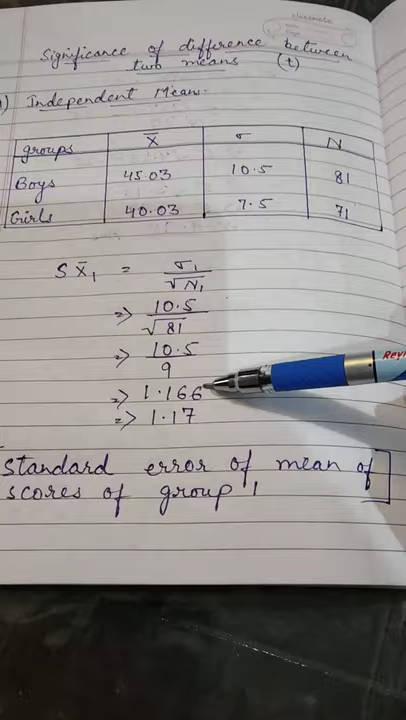 Significance of difference between
two means (t)
) Independent Mean.
groups X̄ σ N
Boys 45.03 10.5 81
Girls 40.03 7.5 71
S X̄₁ = σ₁ / √N₁
=> 10.5 / √81
=> 10.5 / 9
=> 1.166
=> 1.17
standard error of mean of
scores of group 1
Rey